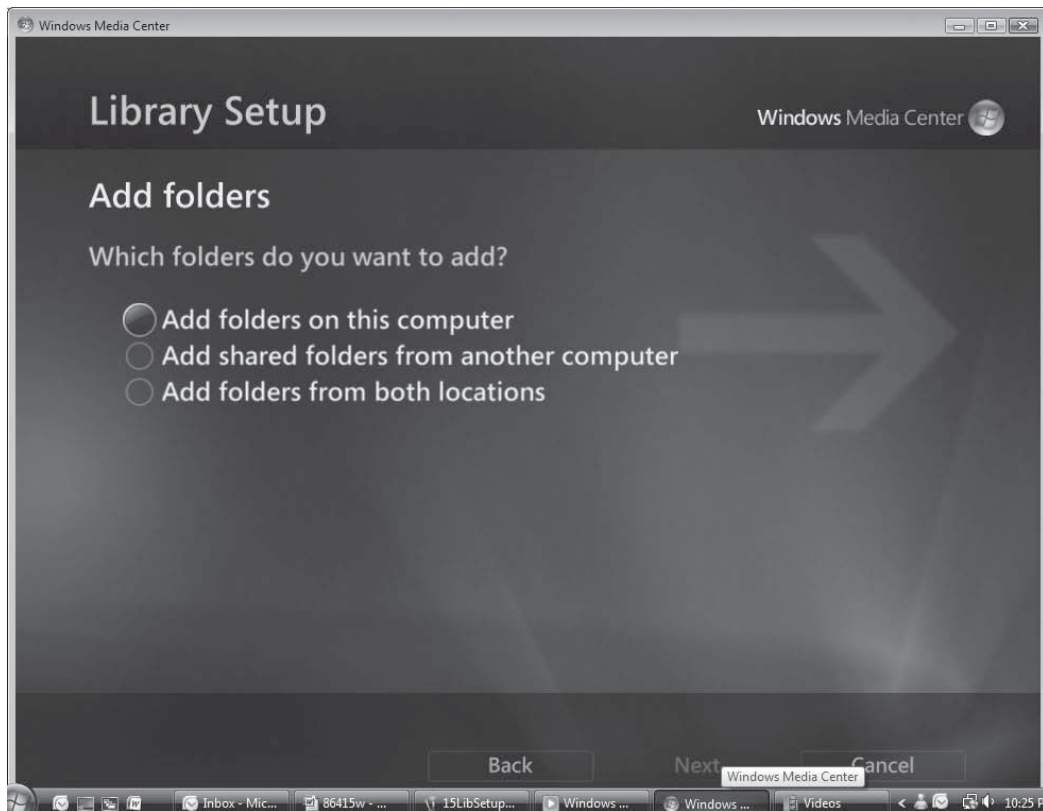 Windows Media Center
Library Setup
Windows Media Center
Add folders
Which folders do you want to add?
Add folders on this computer
Add shared folders from another computer
Add folders from both locations
Back Next Cancel
Windows Media Center
Inbox - Mic... 86415w - ... 15LibSetup... Windows ... Windows ... Videos < 10:25